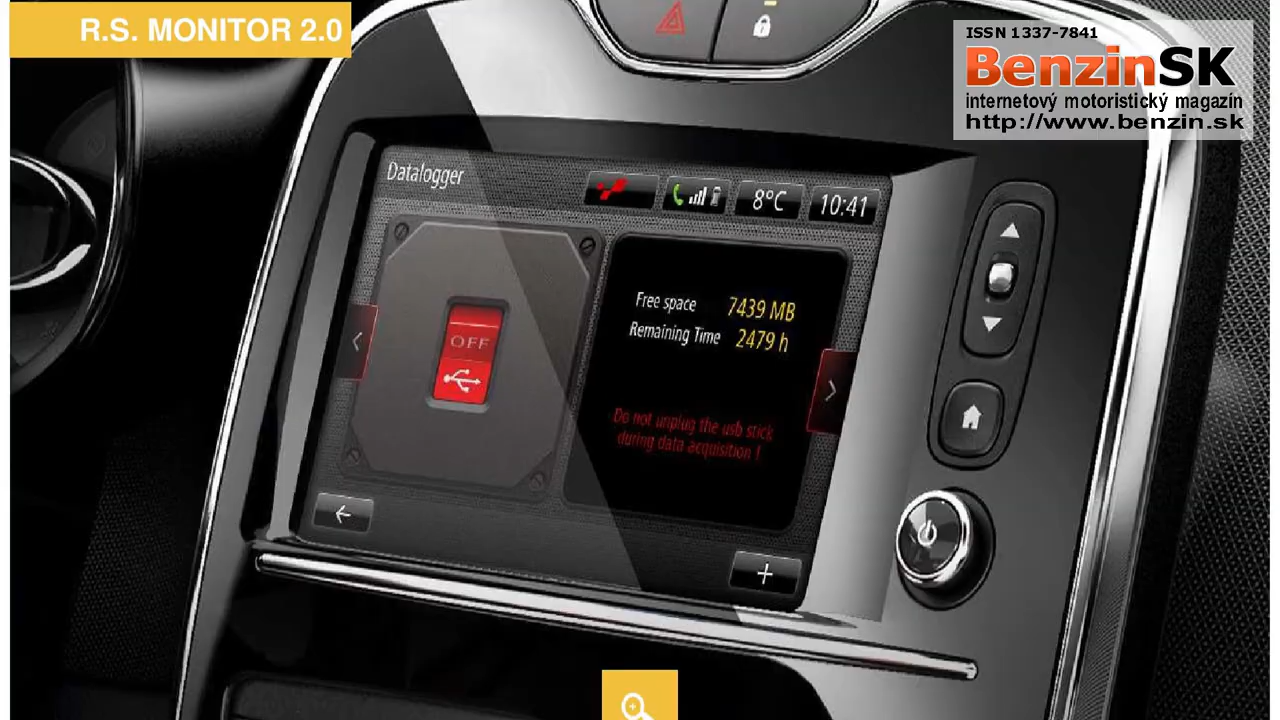 R.S. MONITOR 2.0
ISSN 1337-7841
BenzinSK
internetový motoristický magazín
http://www.benzin.sk
Datalogger
8°C
10:41
OFF
Free space 7439 MB
Remaining Time 2479 h
Do not unplug the usb stick
during data acquisition !